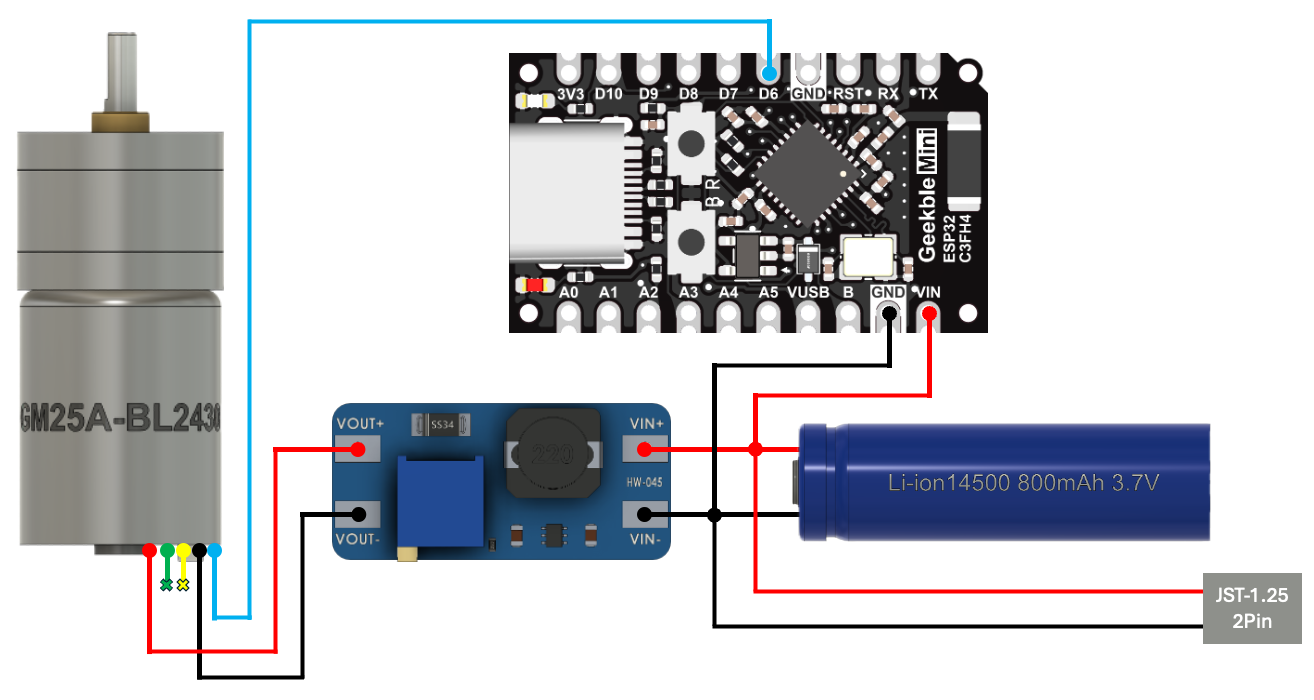 3V3 D10 D9 D8 D7 D6 GND RST RX TX
B R
Geekble Mini
ESP32
C3FH4
A0 A1 A2 A3 A4 A5 VUSB B GND VIN
GM25A-BL2430
VOUT+
SS34
220
VIN+
HW-045
VOUT-
VIN-
Li-ion14500 800mAh 3.7V
JST-1.25
2Pin